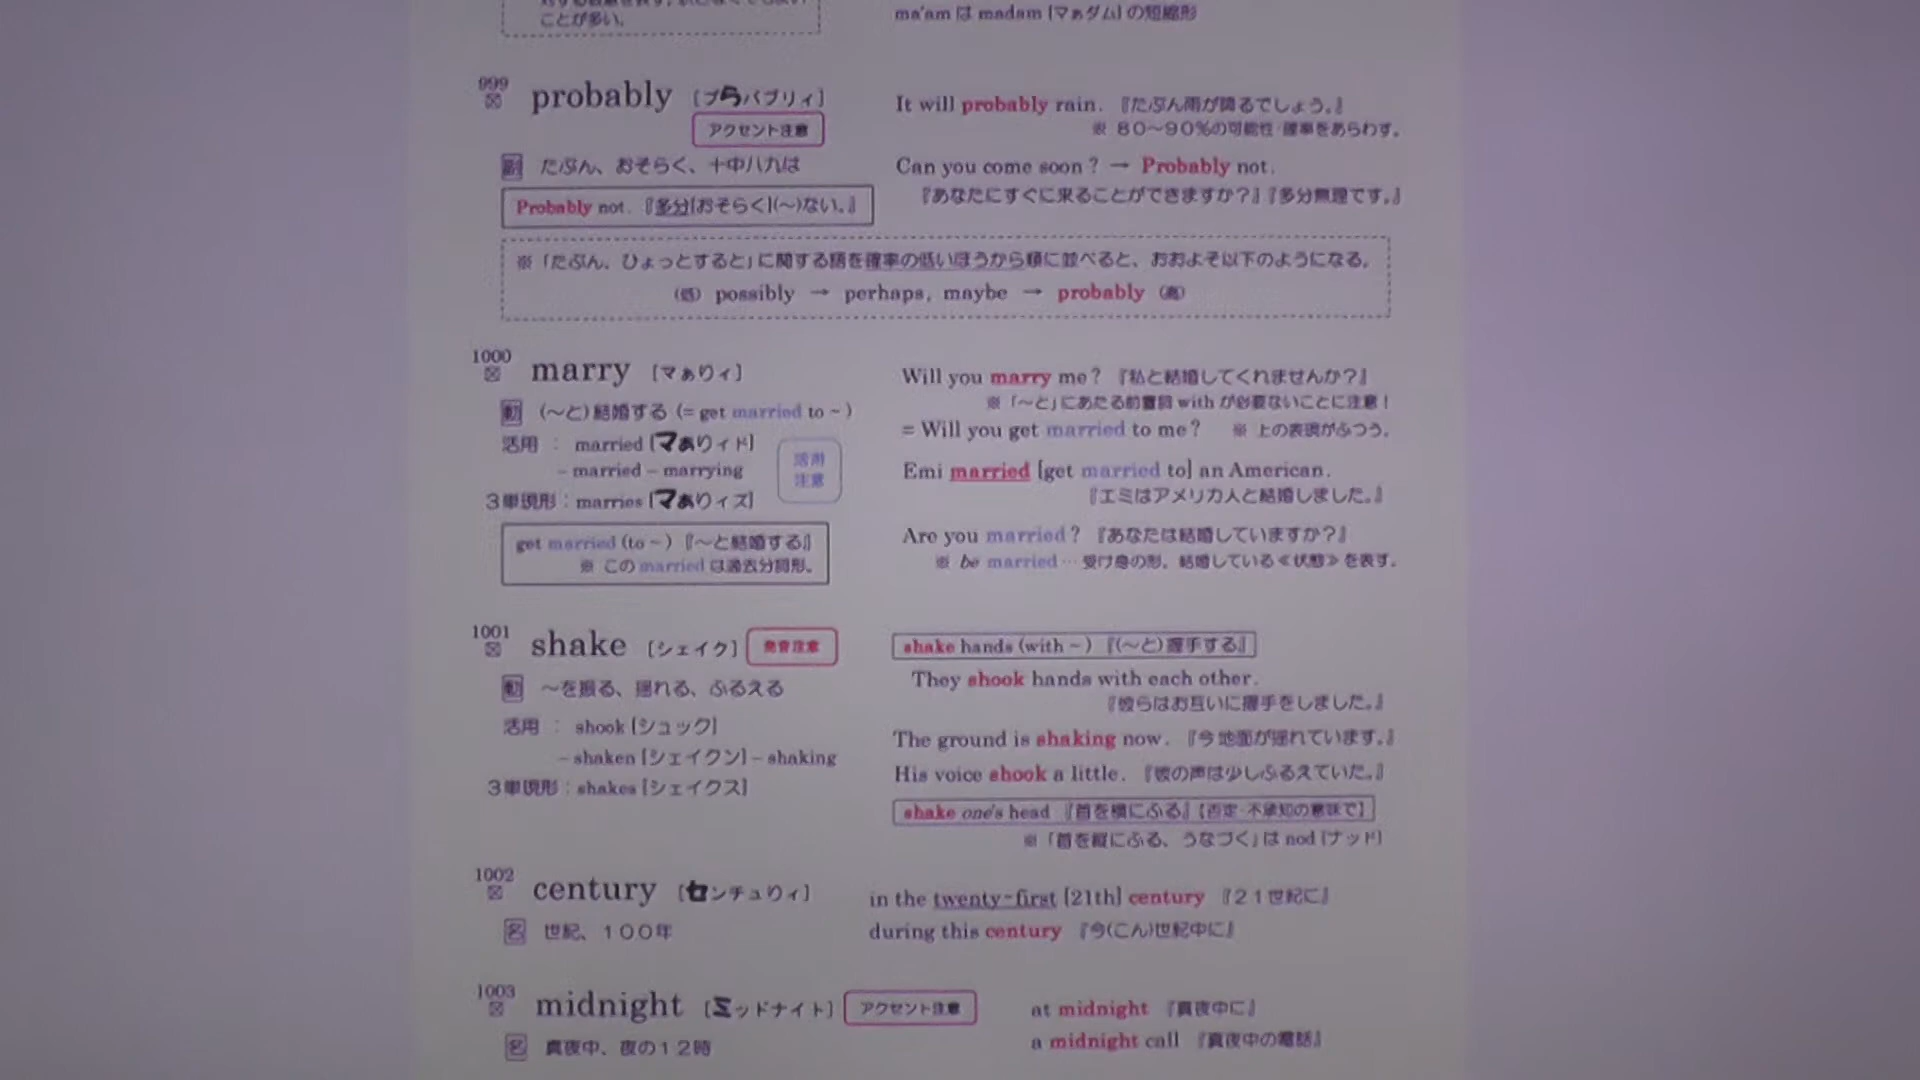 ことが多い。
ma'am は madam [マぁダム] の短縮形
999
probably [プらバブリィ]
アクセント注意
副 たぶん、おそらく、十中八九は
Probably not. 『多分[おそらく](〜)ない。』
It will probably rain. 『たぶん雨が降るでしょう。』
※ 80〜90%の可能性・確率をあらわす。
Can you come soon? → Probably not.
『あなたにすぐに来ることができますか?』『多分無理です。』
※「たぶん、ひょっとすると」に関する語を確率の低いほうから順に並べると、おおよそ以下のようになる。
(低) possibly → perhaps, maybe → probably (高)
1000
marry [マぁりィ]
動 (〜と)結婚する (= get married to ~ )
活用 : married [マぁりィド]
- married - marrying
活用注意
3単現形 : marries [マぁりィズ]
get married (to ~ ) 『〜と結婚する』
※ この married は過去分詞形。
Will you marry me? 『私と結婚してくれませんか?』
※「〜と」にあたる前置詞 with が必要ないことに注意!
= Will you get married to me? ※ 上の表現がふつう。
Emi married [get married to] an American.
『エミはアメリカ人と結婚しました。』
Are you married? 『あなたは結婚していますか?』
※ be married … 受け身の形。結婚している≪状態≫を表す。
1001
shake [シェイク] 発音注意
動 〜を振る、揺れる、ふるえる
活用 : shook [シュック]
- shaken [シェイクン] - shaking
3単現形 : shakes [シェイクス]
shake hands (with ~ ) 『(〜と)握手する』
They shook hands with each other.
『彼らはお互いに握手をしました。』
The ground is shaking now. 『今地面が揺れています。』
His voice shook a little. 『彼の声は少しふるえていた。』
shake one's head 『首を横にふる』【否定・不承知の意味で】
※「首を縦にふる、うなづく」は nod [ナッド]
1002
century [センチュりィ]
名 世紀、100年
in the twenty-first [21th] century 『21世紀に』
during this century 『今(こん)世紀中に』
1003
midnight [ミッドナイト] アクセント注意
名 真夜中、夜の12時
at midnight 『真夜中に』
a midnight call 『真夜中の電話』